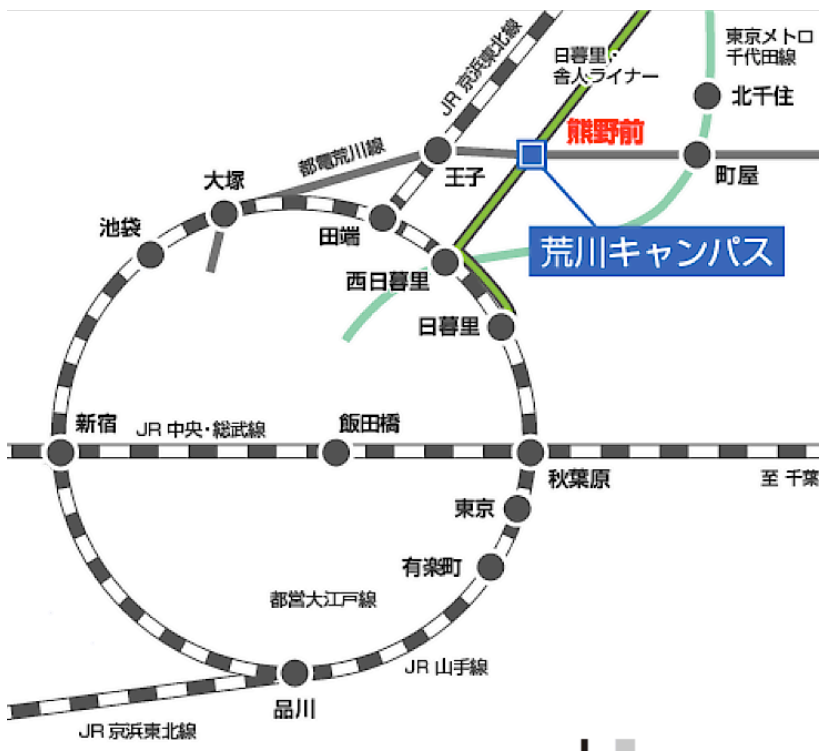 JR 京浜東北線
日暮里・
舎人ライナー
東京メトロ
千代田線
北千住
熊野前
都電荒川線
王子
町屋
大塚
池袋
田端
荒川キャンパス
西日暮里
日暮里
新宿
JR 中央・総武線
飯田橋
秋葉原
至 千葉
東京
有楽町
都営大江戸線
JR 山手線
品川
JR 京浜東北線